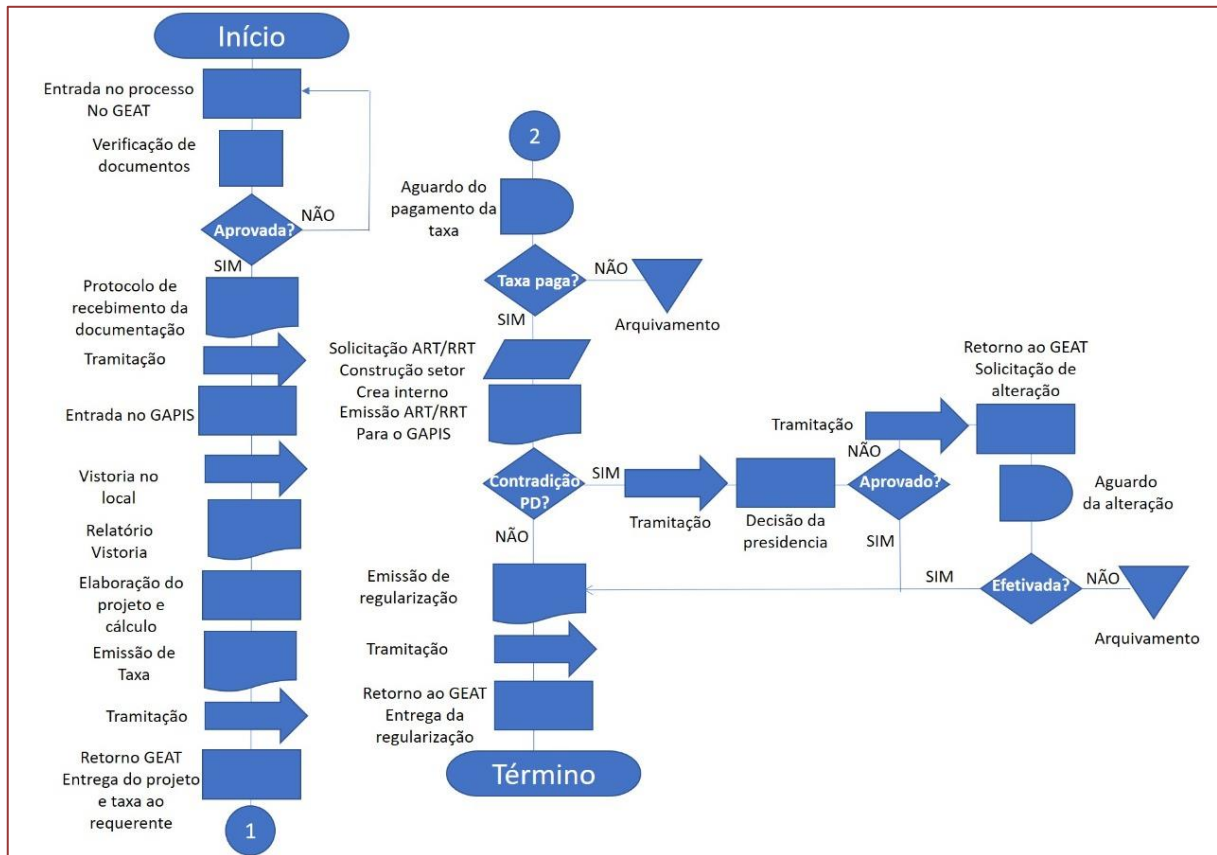 Início
Entrada no processo
No GEAT
Verificação de
documentos
Aprovada?
NÃO
SIM
Protocolo de
recebimento da
documentação
Tramitação
Entrada no GAPIS
Vistoria no
local
Relatório
Vistoria
Elaboração do
projeto e
cálculo
Emissão de
Taxa
Tramitação
Retorno GEAT
Entrega do projeto
e taxa ao
requerente
1
2
Aguardo do
pagamento da
taxa
Taxa paga?
NÃO
Arquivamento
SIM
Solicitação ART/RRT
Construção setor
Crea interno
Emissão ART/RRT
Para o GAPIS
Contradição
PD?
SIM
Tramitação
Decisão da
presidencia
Aprovado?
NÃO
Tramitação
Retorno ao GEAT
Solicitação de
alteração
Aguardo
da alteração
SIM
Efetivada?
NÃO
Arquivamento
SIM
NÃO
Emissão de
regularização
Tramitação
Retorno ao GEAT
Entrega da
regularização
Término